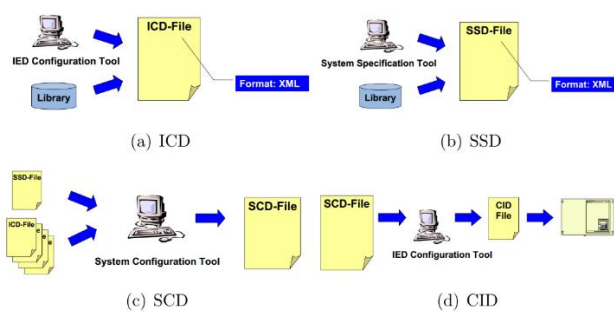 ICD-File
IED Configuration Tool
Library
Format: XML
(a) ICD
SSD-File
System Specification Tool
Library
Format: XML
(b) SSD
SSD-File
ICD-File
e
e
e
System Configuration Tool
SCD-File
(c) SCD
SCD-File
IED Configuration Tool
CID
File
(d) CID